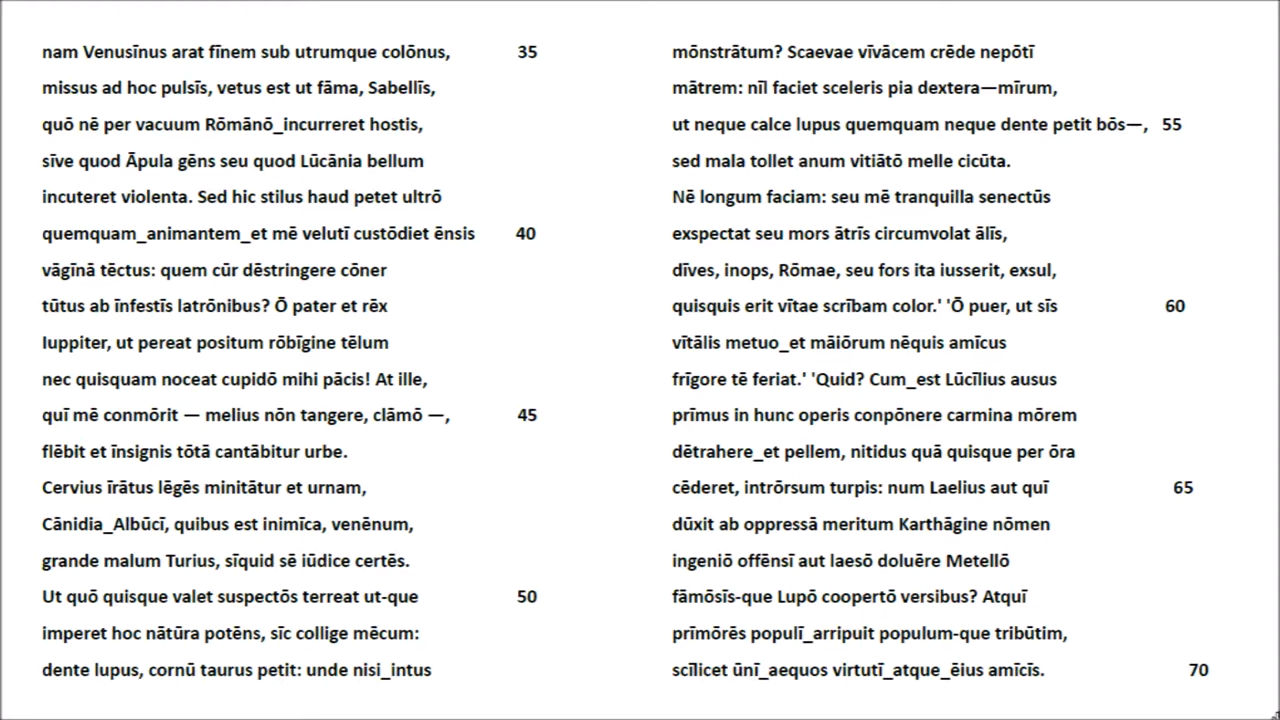 nam Venusīnus arat fīnem sub utrumque colōnus, 35
missus ad hoc pulsīs, vetus est ut fāma, Sabellīs,
quō nē per vacuum Rōmānō_incurreret hostis,
sīve quod Āpula gēns seu quod Lūcānia bellum
incuteret violenta. Sed hic stilus haud petet ultrō
quemquam_animantem_et mē velutī custōdiet ēnsis 40
vāgīnā tēctus: quem cūr dēstringere cōner
tūtus ab īnfestīs latrōnibus? Ō pater et rēx
Iuppiter, ut pereat positum rōbīgine tēlum
nec quisquam noceat cupidō mihi pācis! At ille,
quī mē conmōrit — melius nōn tangere, clāmō —, 45
flēbit et īnsignis tōtā cantābitur urbe.
Cervius īrātus lēgēs minitātur et urnam,
Cānidia_Albūcī, quibus est inimīca, venēnum,
grande malum Turius, sīquid sē iūdice certēs.
Ut quō quisque valet suspectōs terreat ut-que 50
imperet hoc nātūra potēns, sīc collige mēcum:
dente lupus, cornū taurus petit: unde nisi_intus
mōnstrātum? Scaevae vīvācem crēde nepōtī
mātrem: nīl faciet sceleris pia dextera—mīrum,
ut neque calce lupus quemquam neque dente petit bōs—, 55
sed mala tollet anum vitiātō melle cicūta.
Nē longum faciam: seu mē tranquilla senectūs
exspectat seu mors ātrīs circumvolat ālīs,
dīves, inops, Rōmae, seu fors ita iusserit, exsul,
quisquis erit vītae scrībam color.' 'Ō puer, ut sīs 60
vītālis metuo_et māiōrum nēquis amīcus
frīgore tē feriat.' 'Quid? Cum_est Lūcīlius ausus
prīmus in hunc operis conpōnere carmina mōrem
dētrahere_et pellem, nitidus quā quisque per ōra
cēderet, intrōrsum turpis: num Laelius aut quī 65
dūxit ab oppressā meritum Karthāgine nōmen
ingeniō offēnsī aut laesō doluēre Metellō
fāmōsīs-que Lupō coopertō versibus? Atquī
prīmōrēs populī_arripuit populum-que tribūtim,
scīlicet ūnī_aequos virtutī_atque_ēius amīcīs. 70